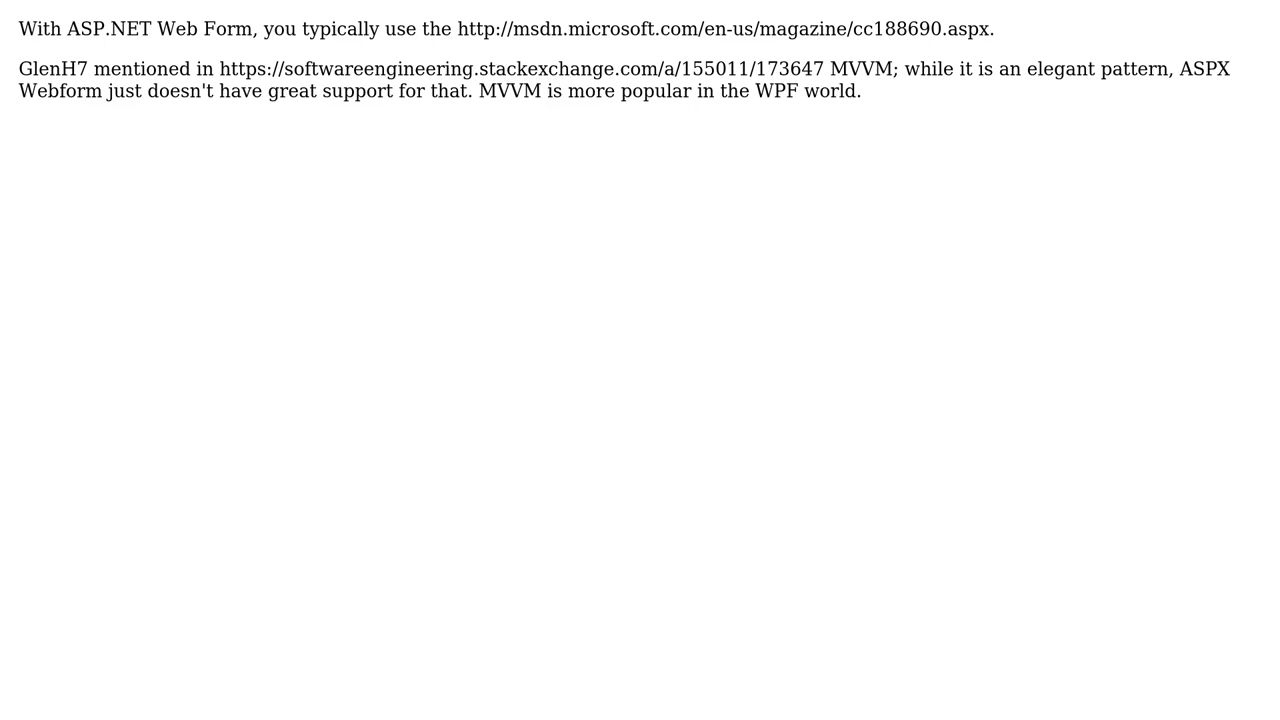 With ASP.NET Web Form, you typically use the http://msdn.microsoft.com/en-us/magazine/cc188690.aspx.
GlenH7 mentioned in https://softwareengineering.stackexchange.com/a/155011/173647 MVVM; while it is an elegant pattern, ASPX
Webform just doesn't have great support for that. MVVM is more popular in the WPF world.